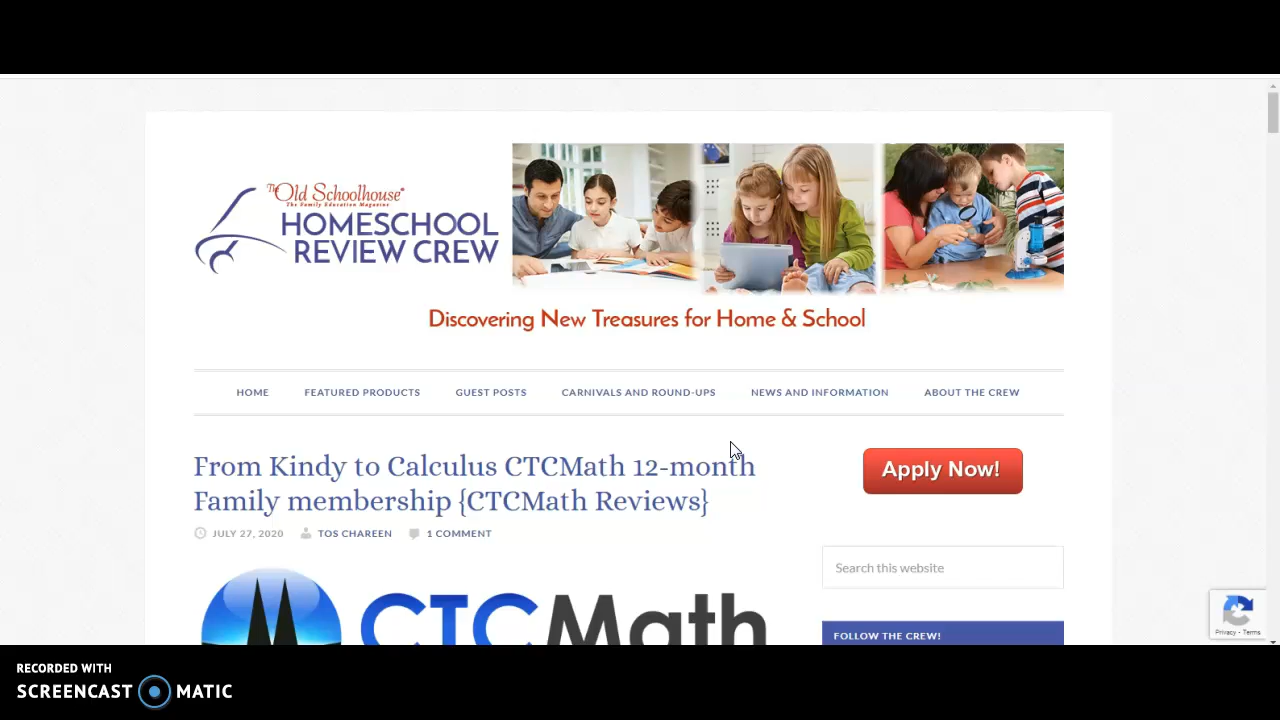 The Old Schoolhouse®
The Family Education Magazine
HOMESCHOOL
REVIEW CREW
Discovering New Treasures for Home & School
HOME FEATURED PRODUCTS GUEST POSTS CARNIVALS AND ROUND-UPS NEWS AND INFORMATION ABOUT THE CREW
From Kindy to Calculus CTCMath 12-month
Family membership {CTCMath Reviews}
JULY 27, 2020 TOS CHAREEN 1 COMMENT
CTCMath
Apply Now!
Search this website
FOLLOW THE CREW!
Privacy - Terms
RECORDED WITH
SCREENCAST MATIC